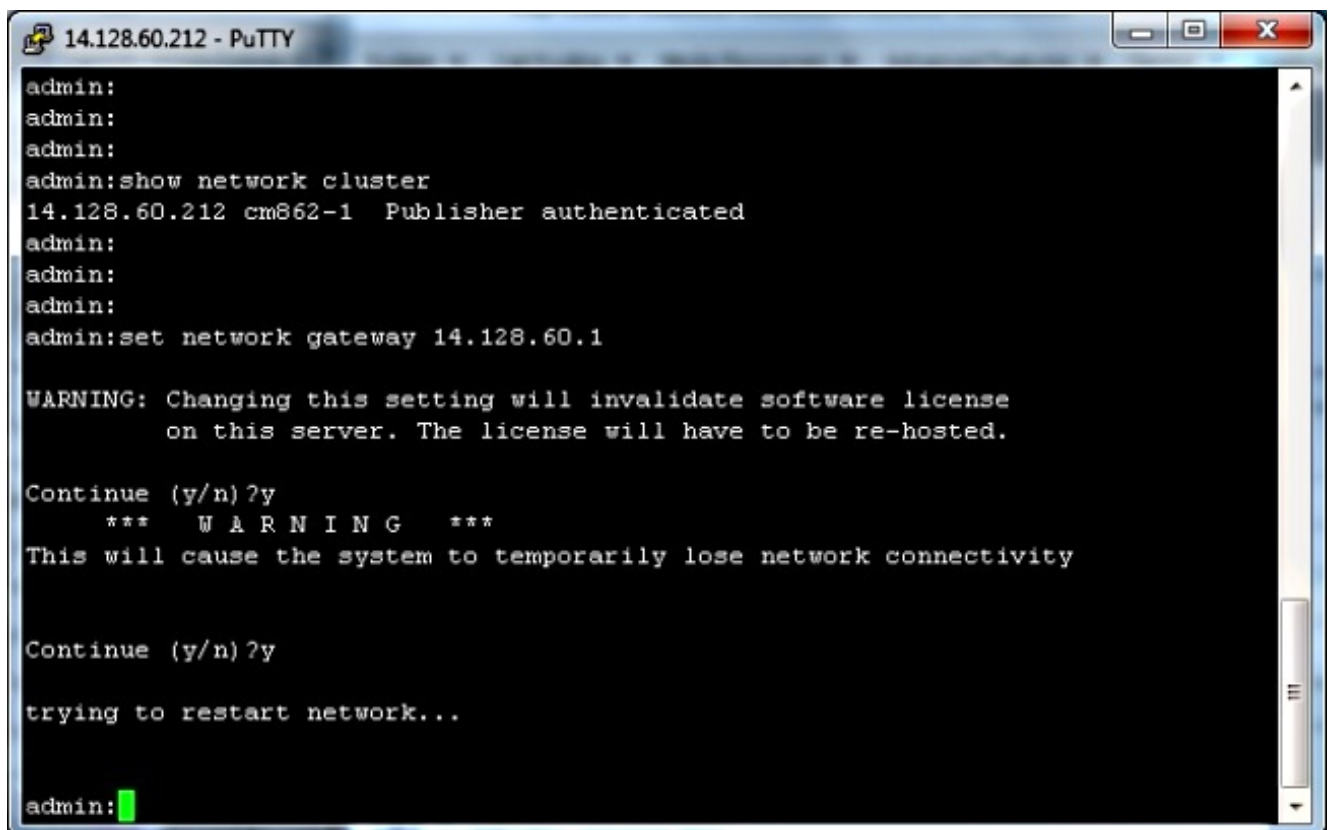 14.128.60.212 - PuTTY
admin:
admin:
admin:
admin:show network cluster
14.128.60.212 cm862-1  Publisher authenticated
admin:
admin:
admin:
admin:set network gateway 14.128.60.1
WARNING: Changing this setting will invalidate software license
on this server. The license will have to be re-hosted.
Continue (y/n)?y
***   W A R N I N G   ***
This will cause the system to temporarily lose network connectivity
Continue (y/n)?y
trying to restart network...
admin: